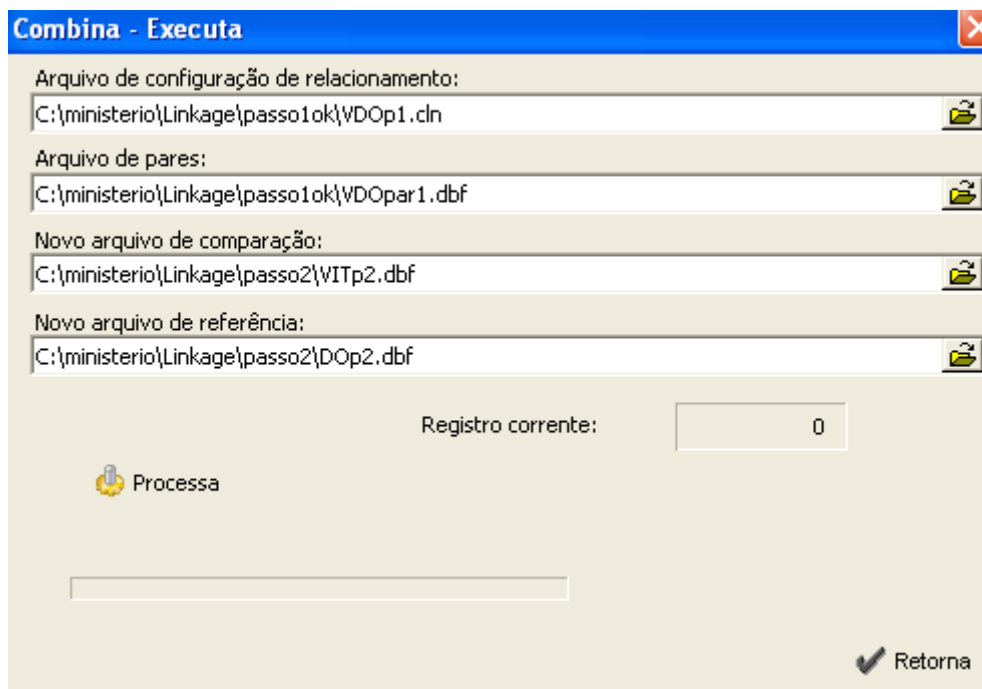 Combina - Executa
Arquivo de configuração de relacionamento:
C:\ministerio\Linkage\passo1ok\VDOp1.cln
Arquivo de pares:
C:\ministerio\Linkage\passo1ok\VDOpar1.dbf
Novo arquivo de comparação:
C:\ministerio\Linkage\passo2\VITp2.dbf
Novo arquivo de referência:
C:\ministerio\Linkage\passo2\DOp2.dbf
Registro corrente: 0
Processa
Retorna